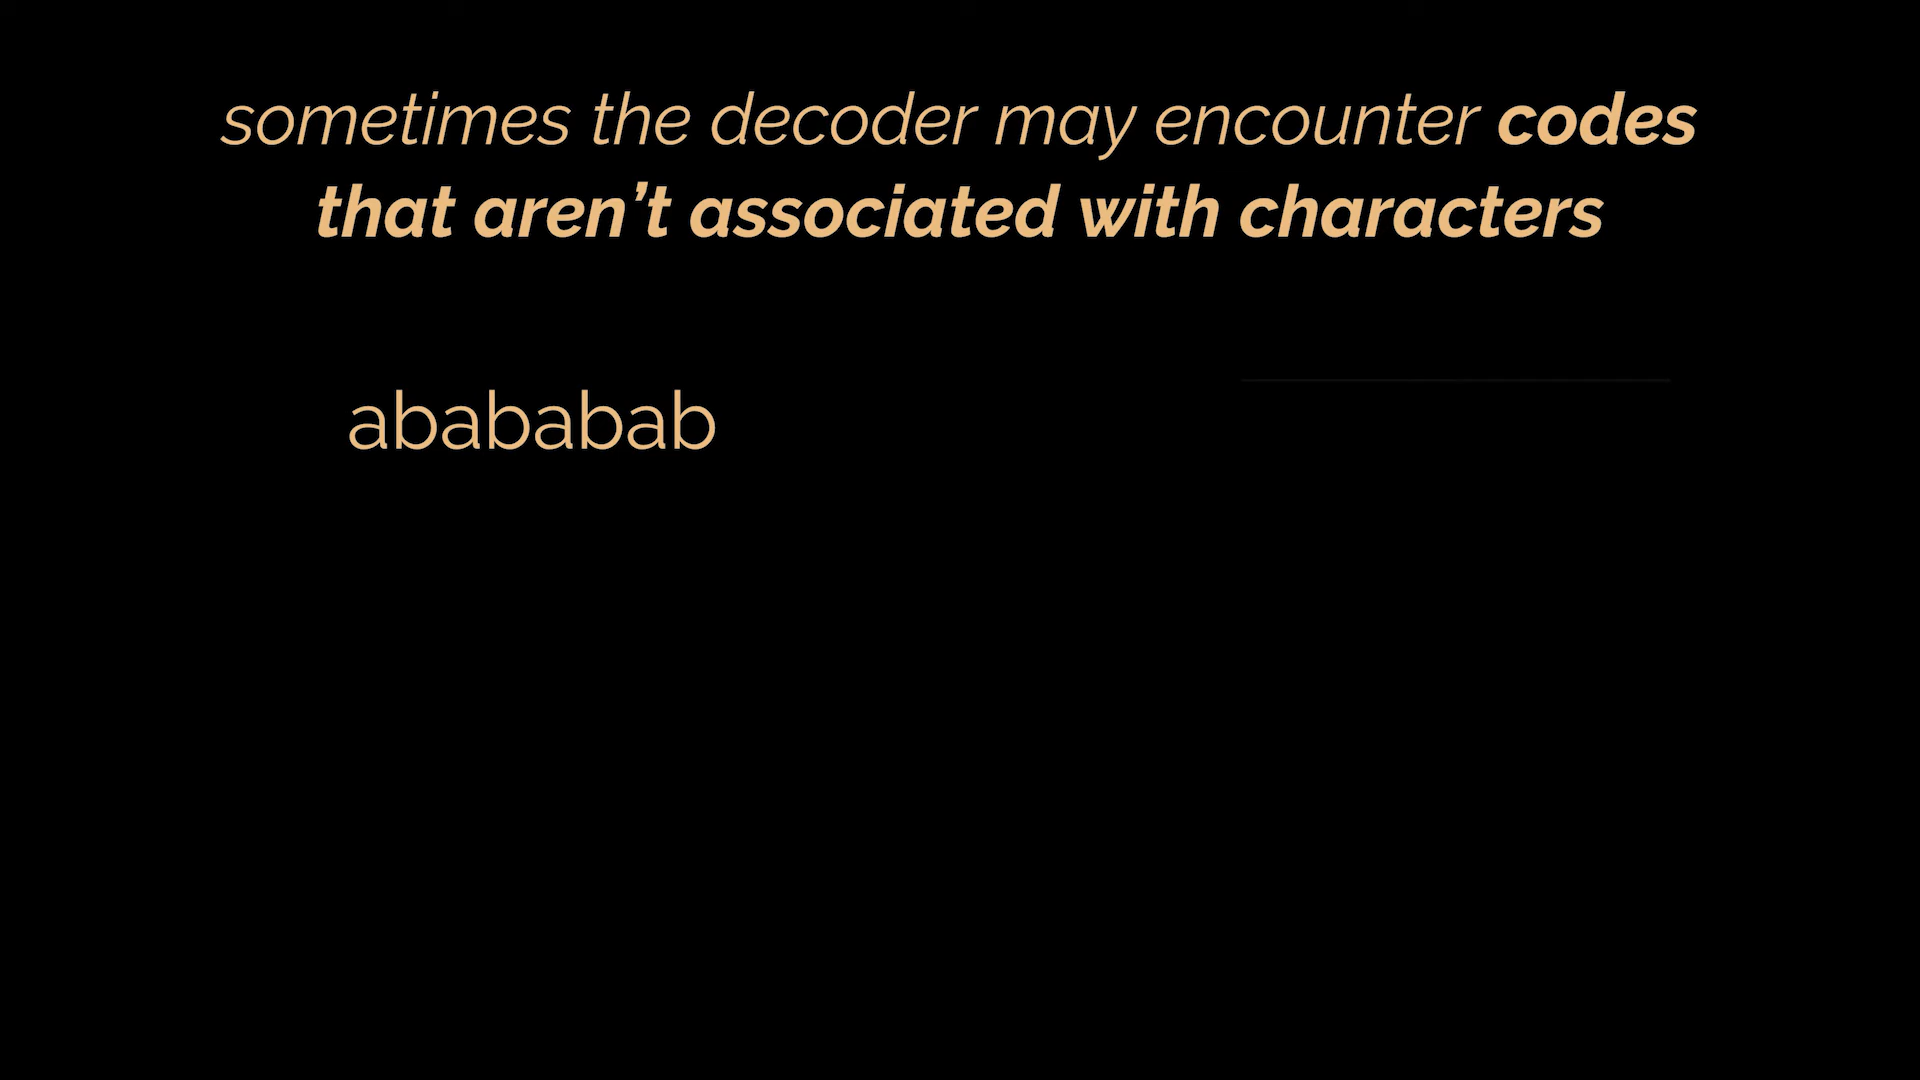 sometimes the decoder may encounter codes
that aren’t associated with characters
abababab